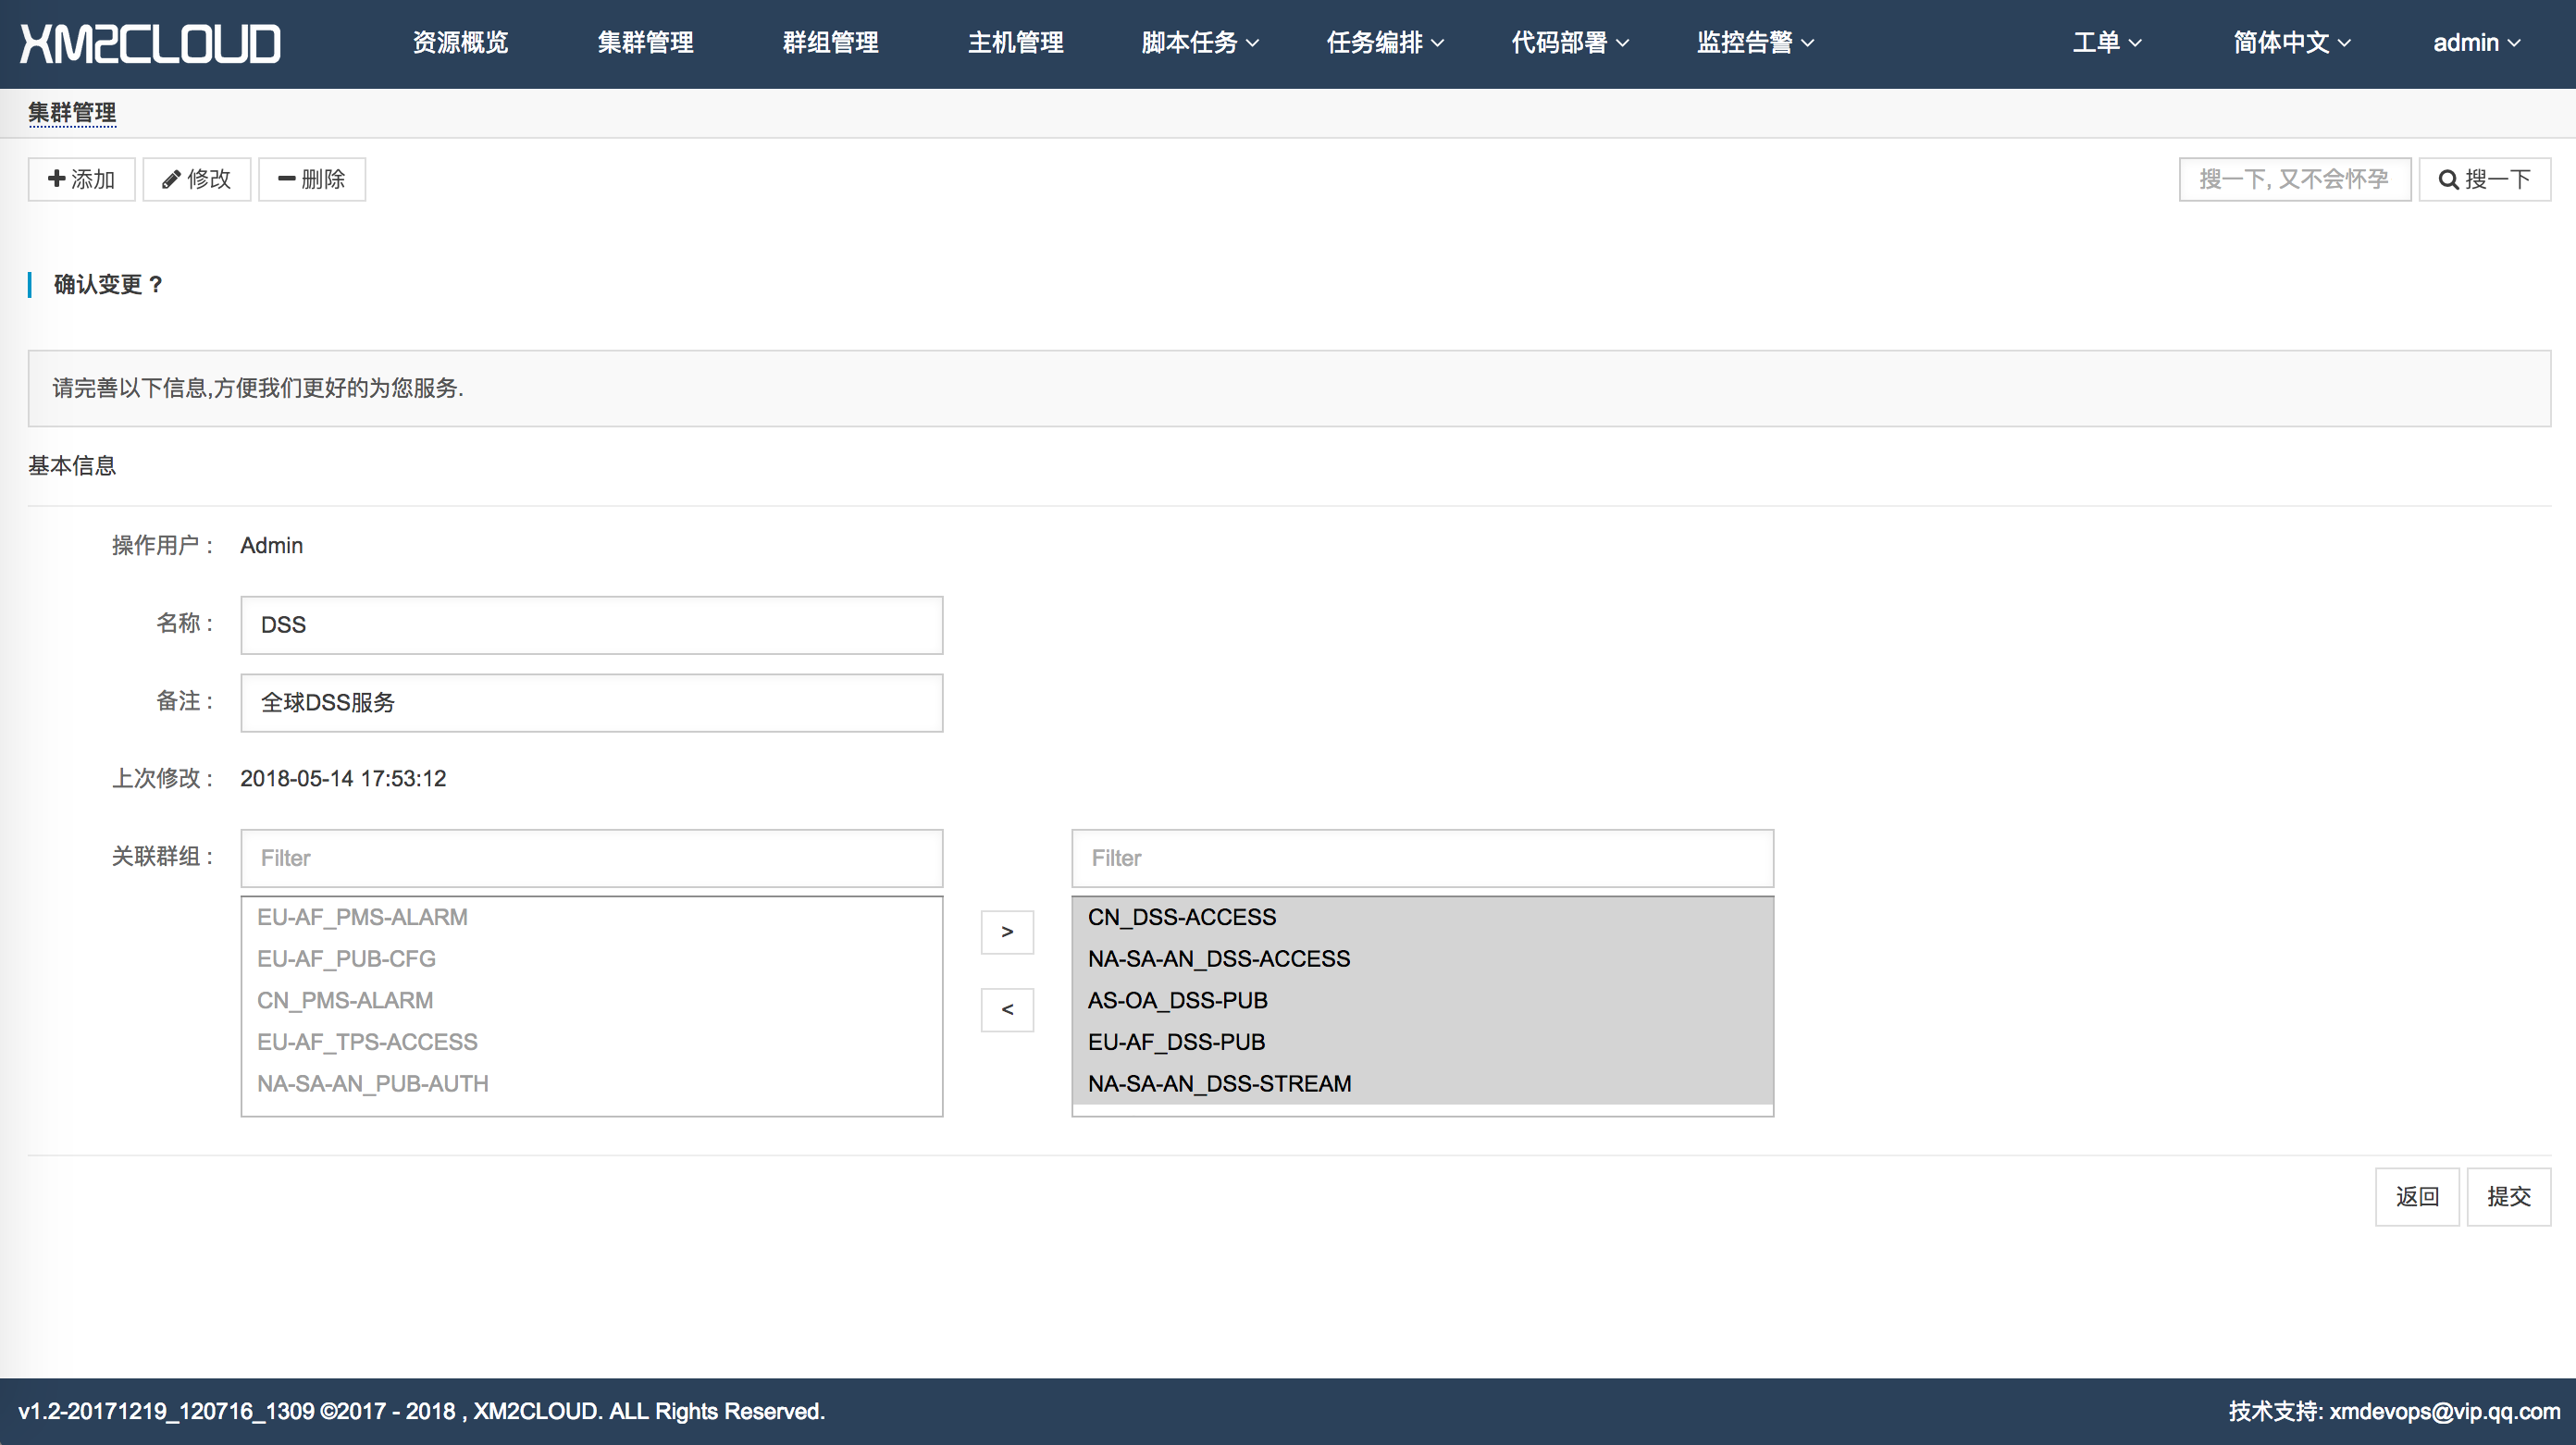 XM2CLOUD 资源概览 集群管理 群组管理 主机管理 脚本任务 任务编排 代码部署 监控告警 工单 简体中文 admin
集群管理
添加 修改 删除 搜一下, 又不会怀孕 搜一下
确认变更 ?
请完善以下信息,方便我们更好的为您服务.
基本信息
操作用户 : Admin
名称 : DSS
备注 : 全球DSS服务
上次修改 : 2018-05-14 17:53:12
关联群组 : Filter Filter
EU-AF_PMS-ALARM
EU-AF_PUB-CFG
CN_PMS-ALARM
EU-AF_TPS-ACCESS
NA-SA-AN_PUB-AUTH
>
<
CN_DSS-ACCESS
NA-SA-AN_DSS-ACCESS
AS-OA_DSS-PUB
EU-AF_DSS-PUB
NA-SA-AN_DSS-STREAM
返回 提交
v1.2-20171219_120716_1309 ©2017 - 2018 , XM2CLOUD. ALL Rights Reserved. 技术支持: xmdevops@vip.qq.com